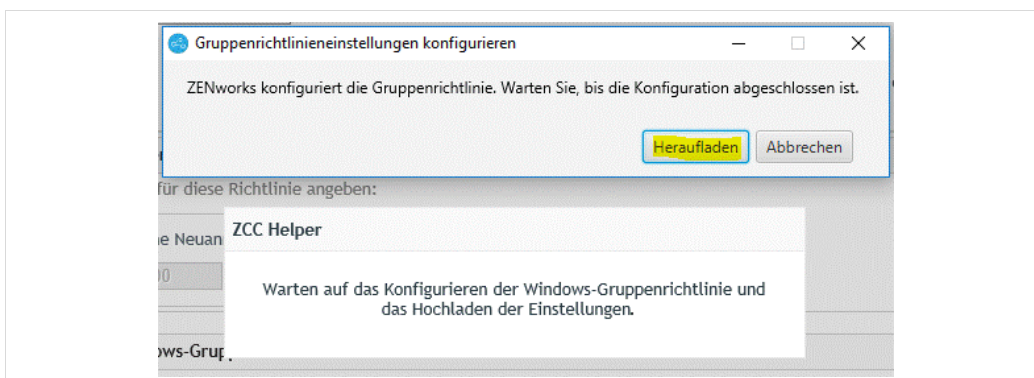 Gruppenrichtlinieneinstellungen konfigurieren
ZENworks konfiguriert die Gruppenrichtlinie. Warten Sie, bis die Konfiguration abgeschlossen ist.
Heraufladen Abbrechen
für diese Richtlinie angeben:
ZCC Helper
Warten auf das Konfigurieren der Windows-Gruppenrichtlinie und
das Hochladen der Einstellungen.